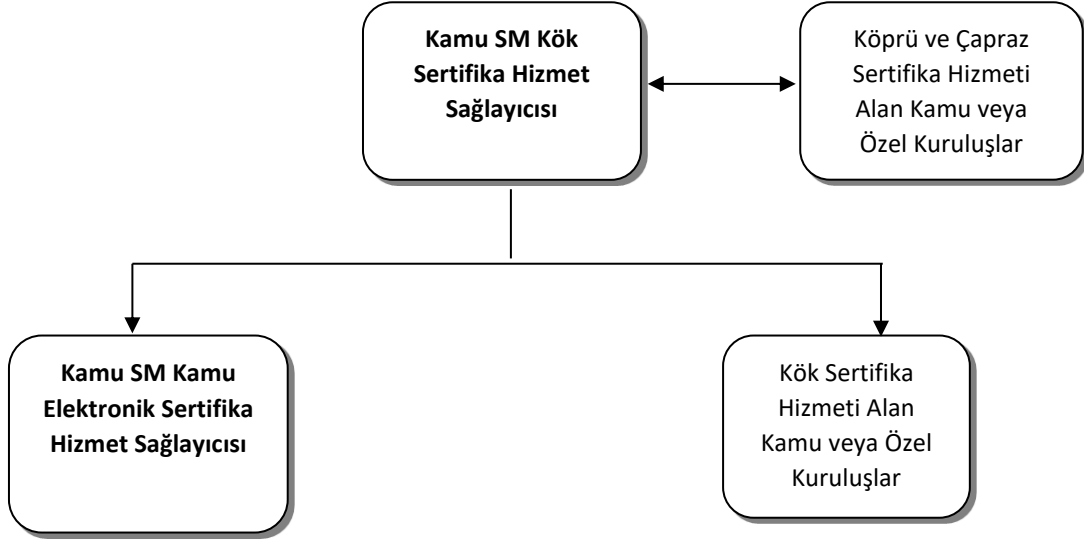 Kamu SM Kök
Sertifika Hizmet
Sağlayıcısı
Köprü ve Çapraz
Sertifika Hizmeti
Alan Kamu veya
Özel Kuruluşlar
Kamu SM Kamu
Elektronik Sertifika
Hizmet Sağlayıcısı
Kök Sertifika
Hizmeti Alan
Kamu veya Özel
Kuruluşlar